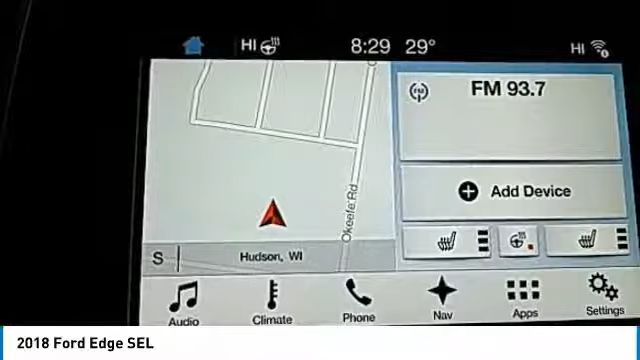 HI 8:29 29° HI
FM FM 93.7
Add Device
Okeefe Rd
S Hudson, WI
Audio Climate Phone Nav Apps Settings
2018 Ford Edge SEL